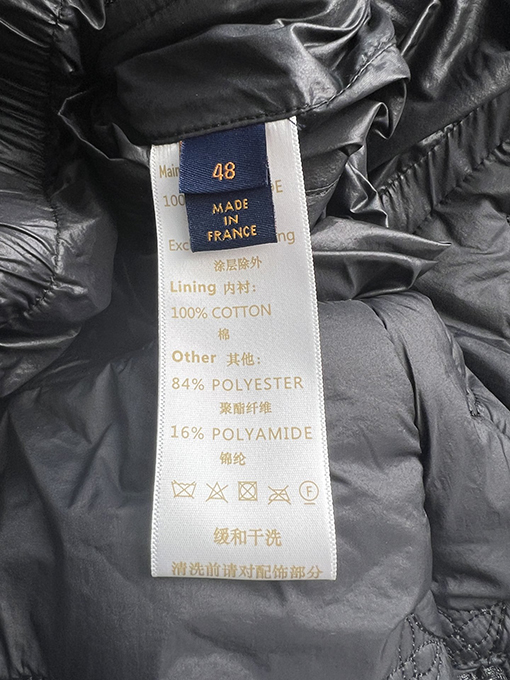 48
MADE
IN
FRANCE
Main
100
涂层除外
Lining 内衬:
100% COTTON
棉
Other 其他:
84% POLYESTER
聚酯纤维
16% POLYAMIDE
锦纶
F
缓和干洗
清洗前请对配饰部分